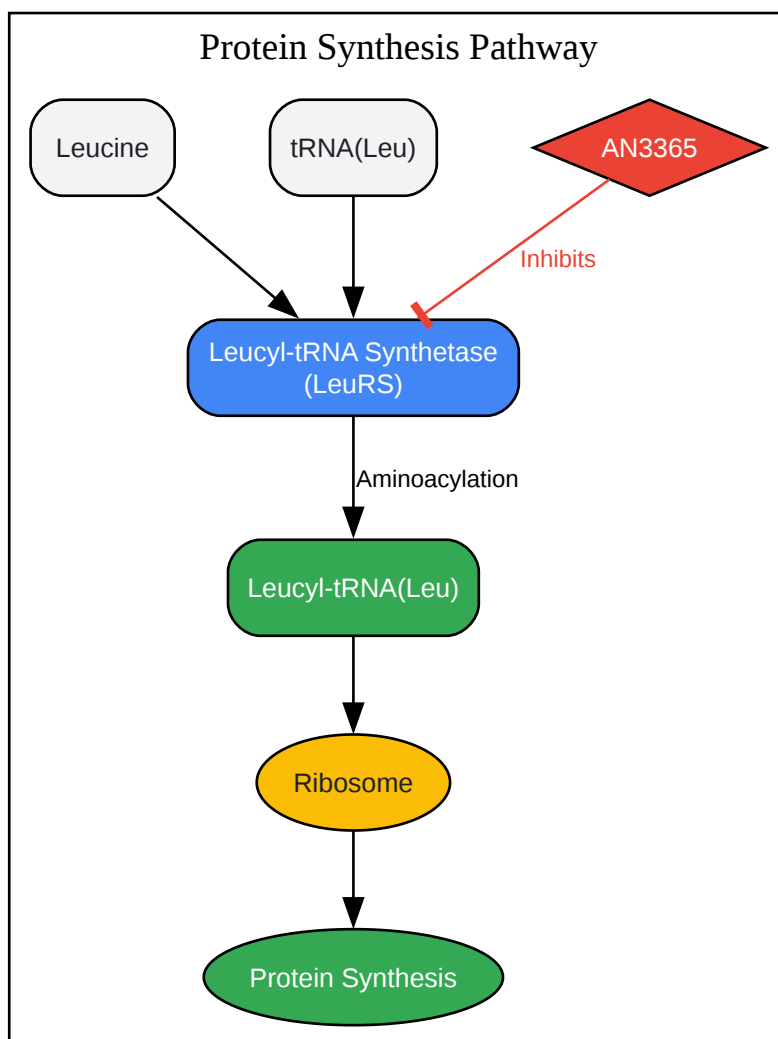 Protein Synthesis Pathway
Leucine
tRNA(Leu)
AN3365
Inhibits
Leucyl-tRNA Synthetase
(LeuRS)
Aminoacylation
Leucyl-tRNA(Leu)
Ribosome
Protein Synthesis